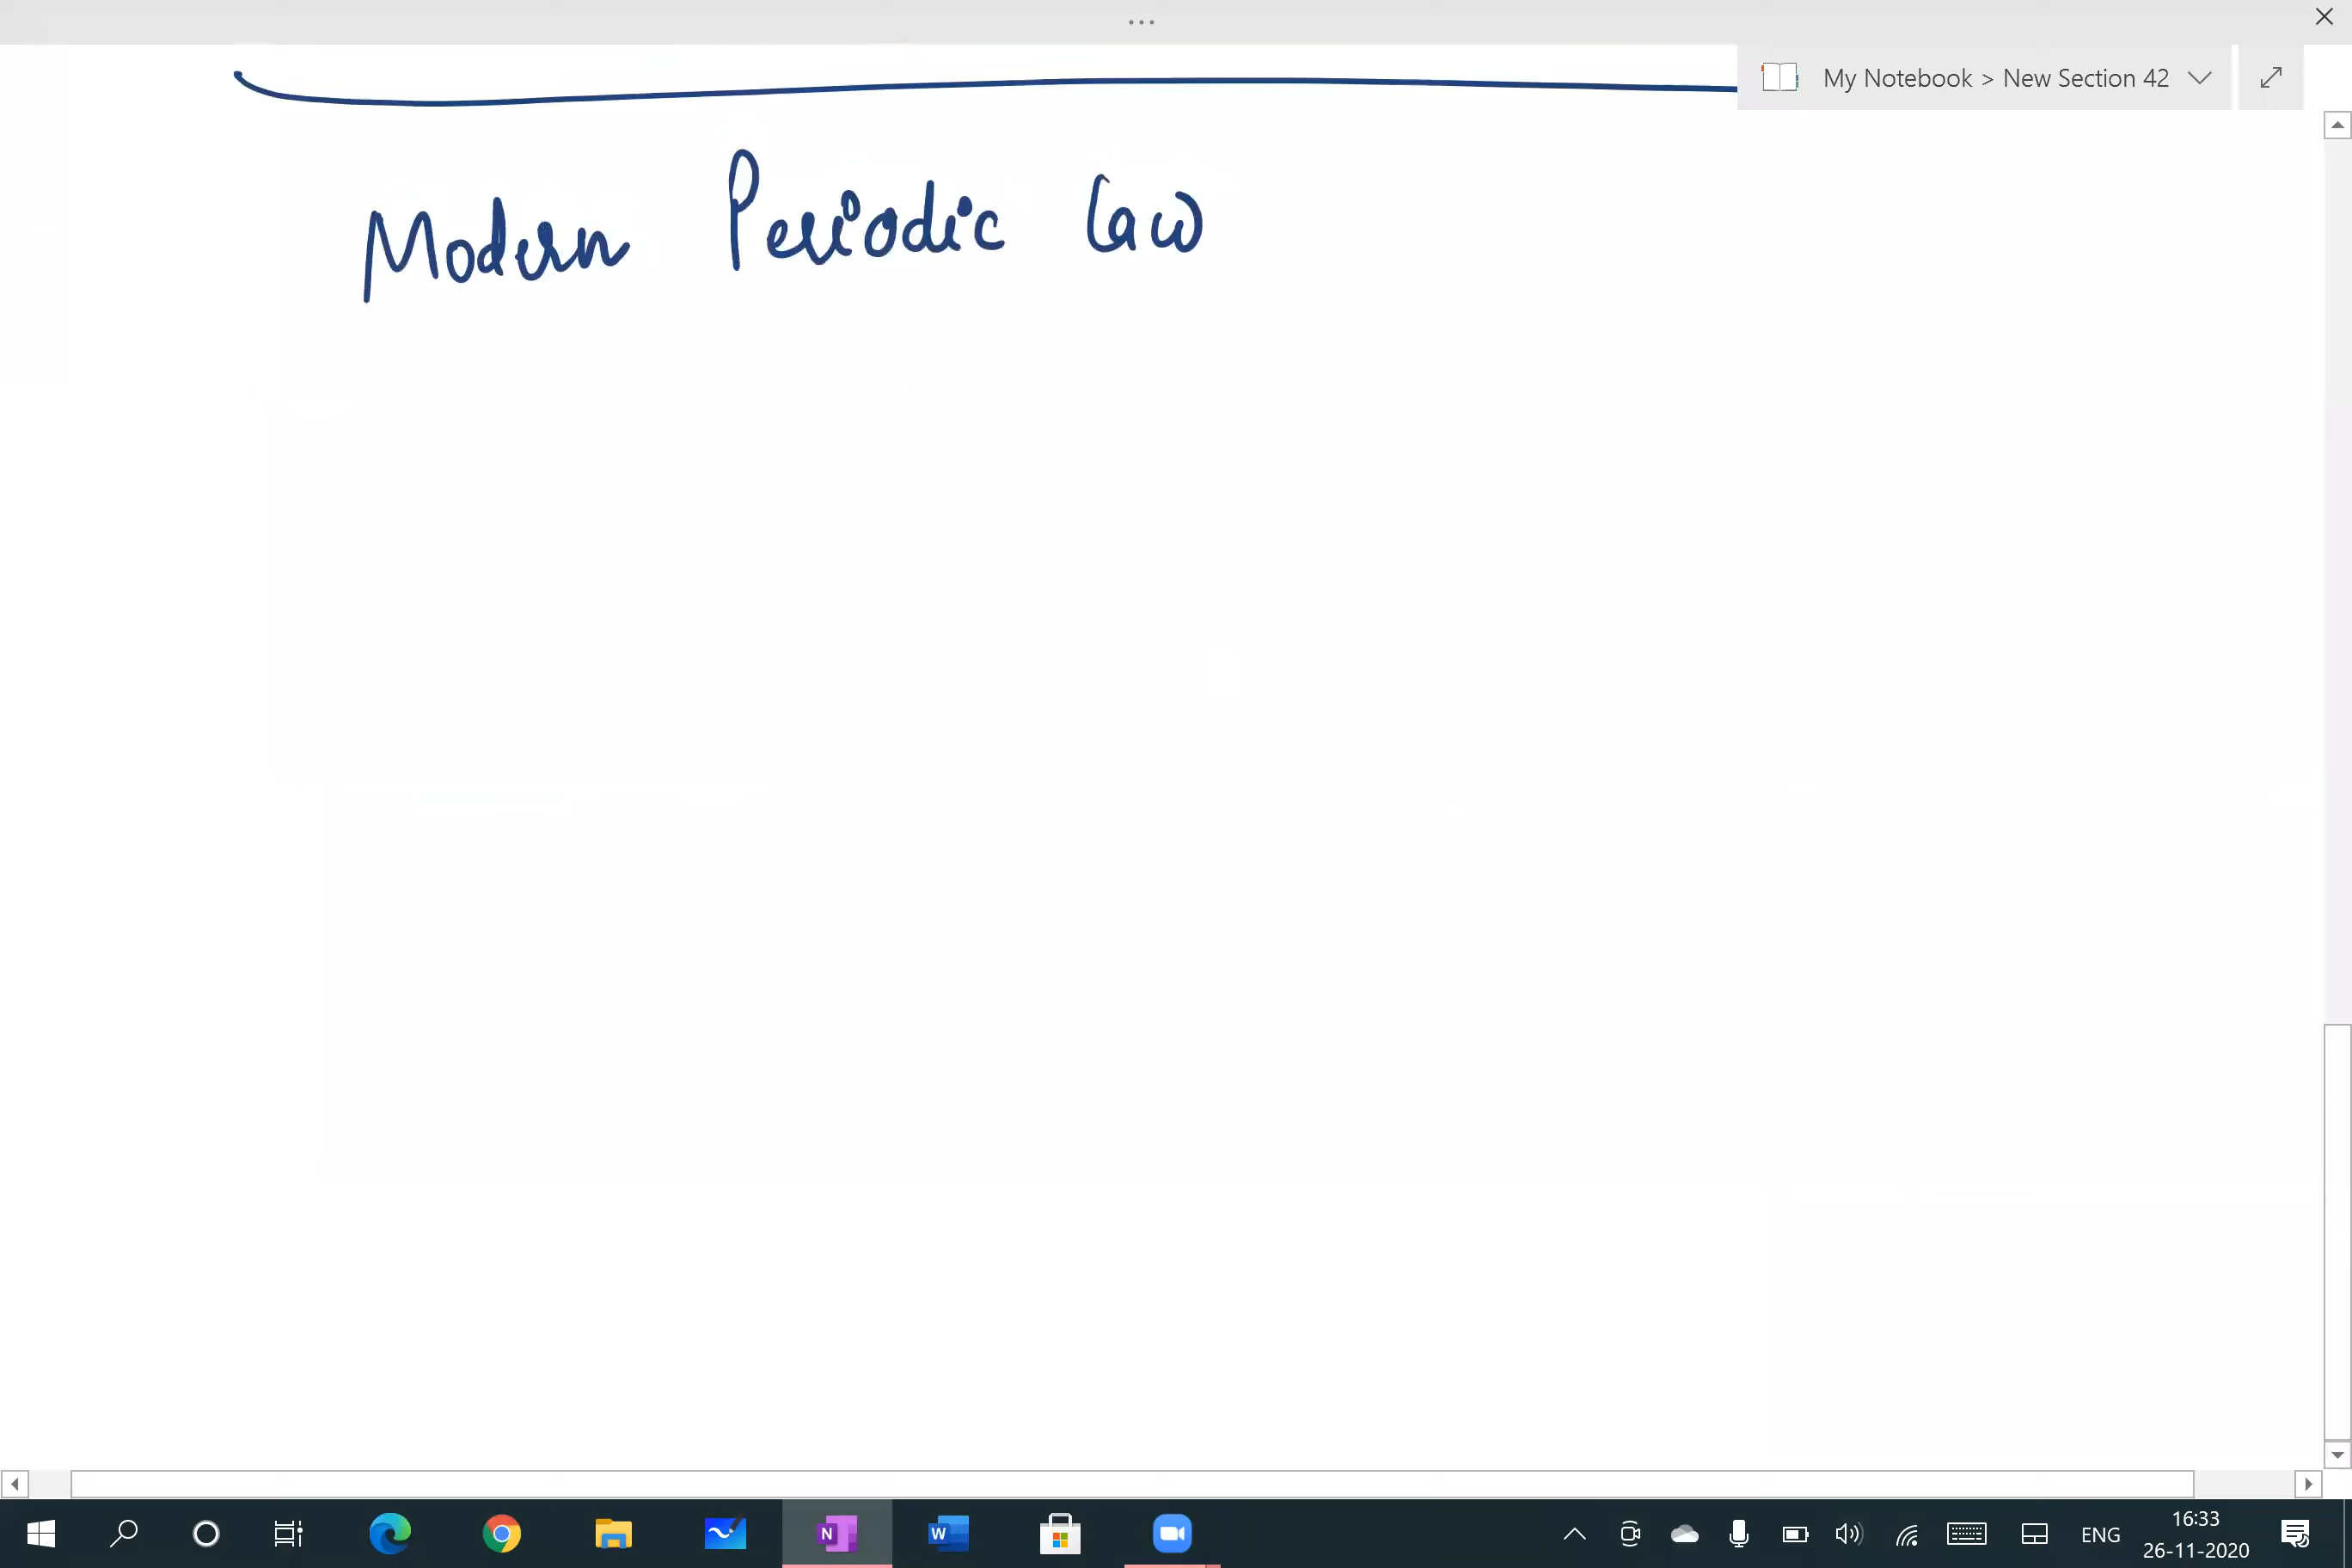 My Notebook > New Section 42
Modern Periodic Law
ENG
16:33
26-11-2020